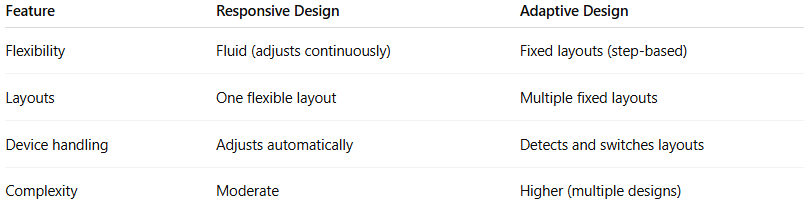 Feature Responsive Design Adaptive Design
Flexibility Fluid (adjusts continuously) Fixed layouts (step-based)
Layouts One flexible layout Multiple fixed layouts
Device handling Adjusts automatically Detects and switches layouts
Complexity Moderate Higher (multiple designs)